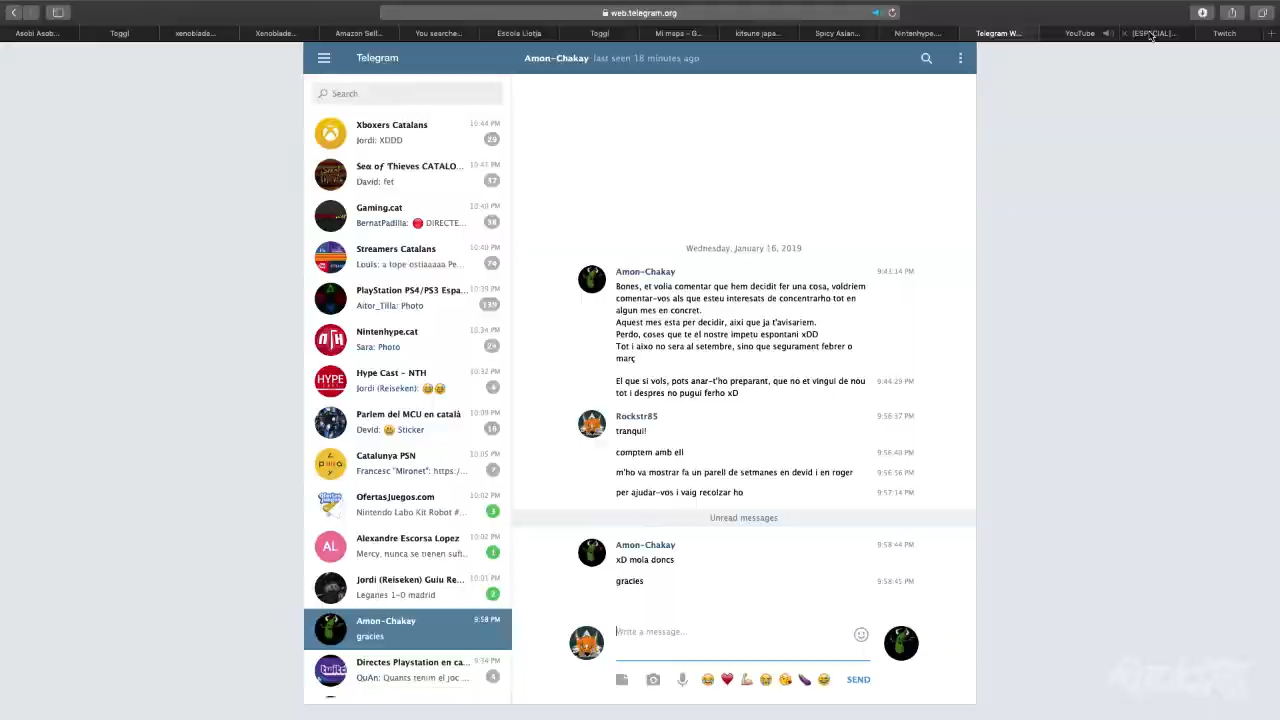 web.telegram.org
Asobi Asob...
Toggl
xenoblade...
Xenoblade...
Amazon Sell...
You searche...
Escola Llotja
Toggl
Mi mapa – G...
kitsune japa...
Spicy Asian...
Nintenhype....
Telegram W...
YouTube
(ESPECIAL)...
Twitch
Telegram
Amon-Chakay last seen 18 minutes ago
Search
Xboxers Catalans 10:44 PM
Jordi: XDDD 29
Sea of Thieves CATALO... 10:41 PM
David: fet 37
Gaming.cat 10:40 PM
BernatPadilla: 🔴 DIRECTE... 38
Streamers Catalans 10:40 PM
Louis: a tope ostiaaaaa Pe... 74
PlayStation PS4/PS3 Espa... 10:39 PM
Aitor_Tilla: Photo 139
Nintenhype.cat 10:34 PM
Sara: Photo 23
Hype Cast - NTH 10:32 PM
Jordi (Reiseken): 😂😂 4
Parlem del MCU en català 10:09 PM
Devid: 😀 Sticker 16
Catalunya PSN 10:05 PM
Francesc "Mironet": https:/... 7
OfertasJuegos.com 10:02 PM
Nintendo Labo Kit Robot #... 3
AL
Alexandre Escorsa Lopez 10:02 PM
Mercy, nunca se tienen sufi... 1
Jordi (Reiseken) Guiu Re... 10:01 PM
Leganes 1-0 madrid 2
Amon-Chakay 9:58 PM
gracies
Directes Playstation en ca... 9:34 PM
QuAn: Quants tenim el joc ... 4
Wednesday, January 16, 2019
Amon-Chakay 9:43:14 PM
Bones, et volia comentar que hem decidit fer una cosa, voldriem
comentar-vos als que esteu interesats de concentrarho tot en
algun mes en concret.
Aquest mes esta per decidir, aixi que ja t'avisariem.
Perdo, coses que te el nostre impetu espontani xDD
Tot i aixo no sera al setembre, sino que segurament febrer o
març
El que si vols, pots anar-t'ho preparant, que no et vingui de nou 9:44:29 PM
tot i despres no pugui ferho xD
Rockstr85 9:56:37 PM
tranqui!
comptem amb ell 9:56:40 PM
m'ho va mostrar fa un parell de setmanes en devid i en roger 9:56:56 PM
per ajudar-vos i vaig recolzar ho 9:57:14 PM
Unread messages
Amon-Chakay 9:58:44 PM
xD mola doncs
gracies 9:58:45 PM
Write a message...
SEND
HYPE
twitch